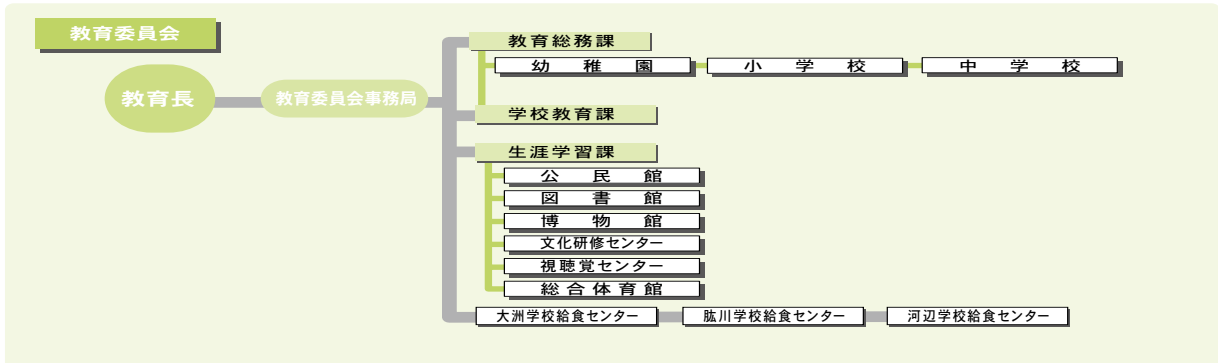 教育委員会
教育長
教育委員会事務局
教育総務課
幼稚園
小学校
中学校
学校教育課
生涯学習課
公民館
図書館
博物館
文化研修センター
視聴覚センター
総合体育館
大洲学校給食センター
肱川学校給食センター
河辺学校給食センター